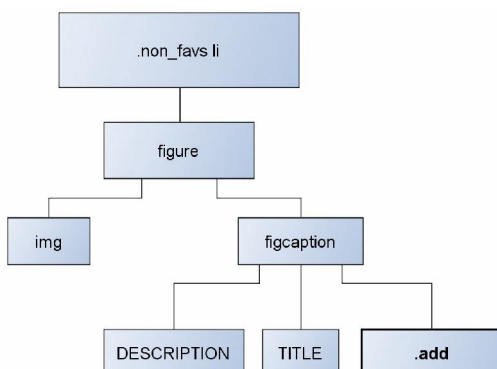 .non_favs li
figure
img
figcaption
DESCRIPTION
TITLE
.add